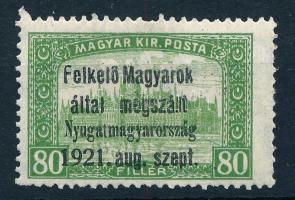 MAGYAR KIR. POSTA
Felkelő Magyarok
által megszállt
Nyugatmagyarország
1921. aug. szept.
80 FILLÉR 80